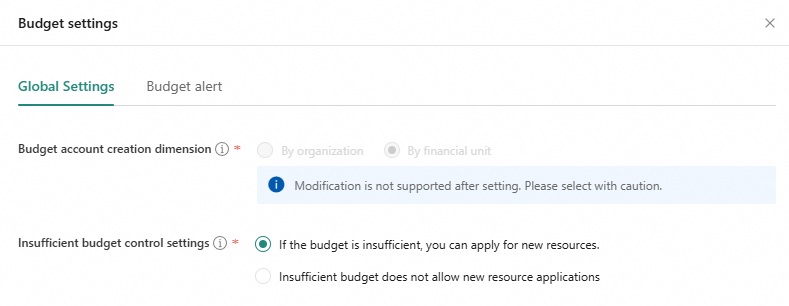 Budget settings
Global Settings Budget alert
Budget account creation dimension * By organization By financial unit
Modification is not supported after setting. Please select with caution.
Insufficient budget control settings * If the budget is insufficient, you can apply for new resources.
Insufficient budget does not allow new resource applications